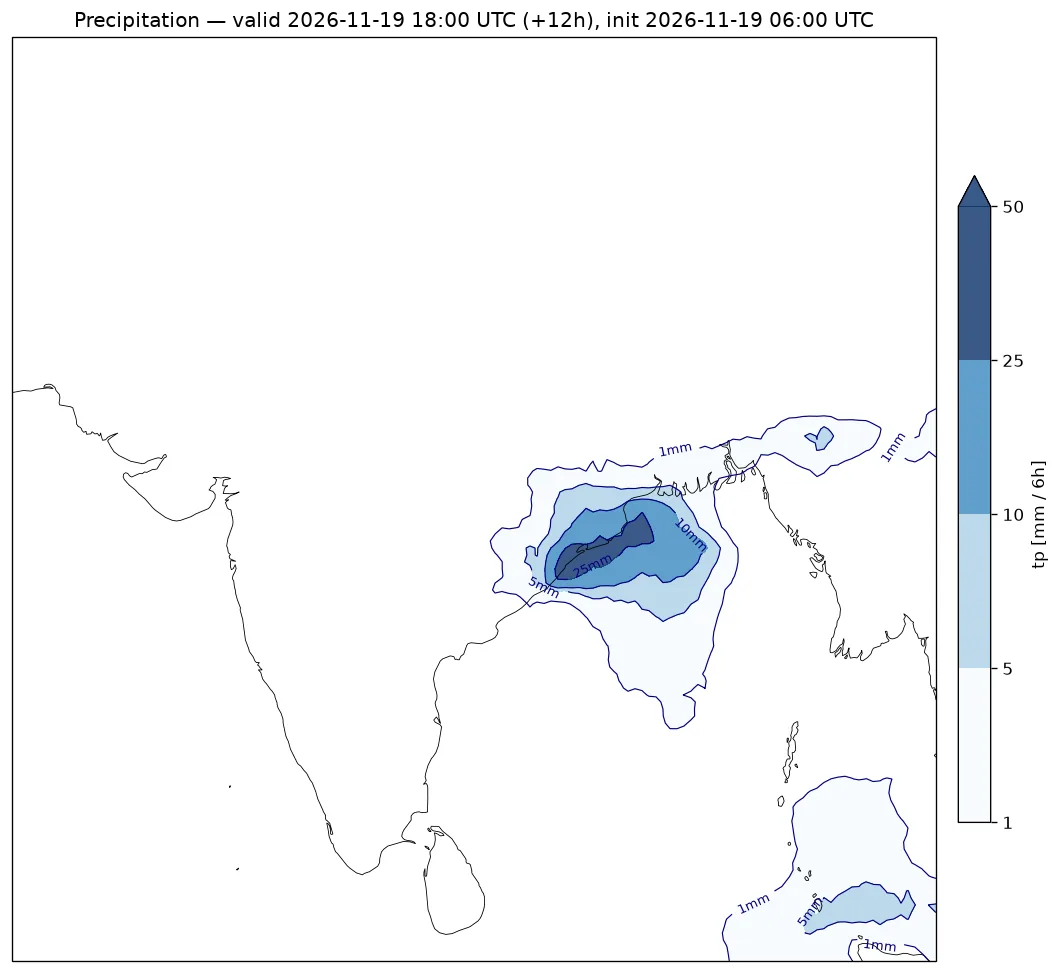 Precipitation — valid 2026-11-19 18:00 UTC (+12h), init 2026-11-19 06:00 UTC
50
25
10
5
1
tp [mm / 6h]
1mm
1mm
10mm
25mm
5mm
1mm
5mm
1mm